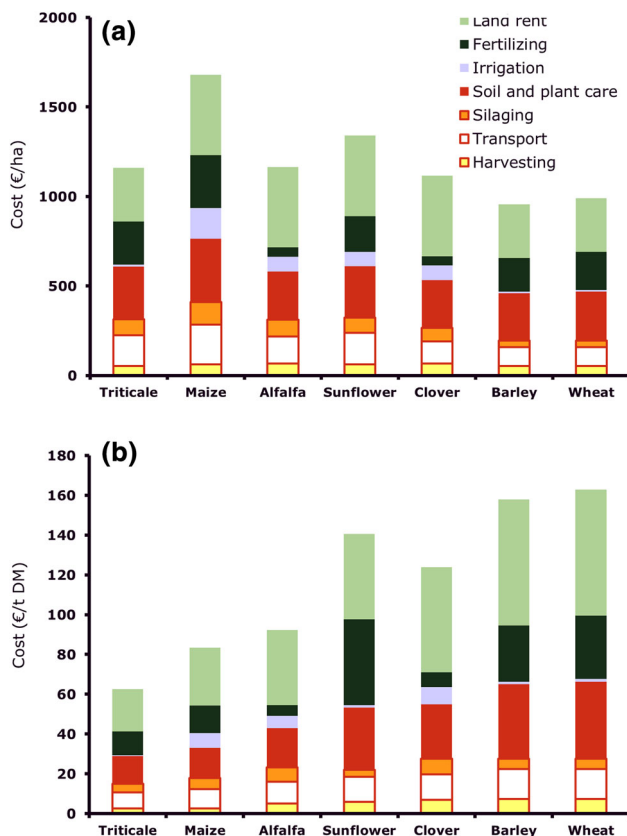 (a)
2000
1500
1000
500
0
Cost (€/ha)
Land rent
Fertilizing
Irrigation
Soil and plant care
Silaging
Transport
Harvesting
Triticale Maize Alfalfa Sunflower Clover Barley Wheat
(b)
180
160
140
120
100
80
60
40
20
0
Cost (€/t DM)
Triticale Maize Alfalfa Sunflower Clover Barley Wheat